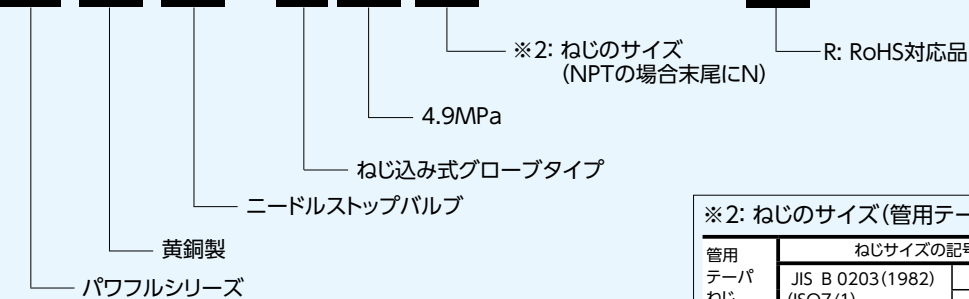 ※2: ねじのサイズ
(NPTの場合末尾にN)
R: RoHS対応品
4.9MPa
ねじ込み式グローブタイプ
ニードルストップバルブ
黄銅製
パワフルシリーズ
※2: ねじのサイズ(管用テー
管用
テーパ
ねじ
ねじサイズの記号
JIS B 0203(1982)
(ISO7/1)